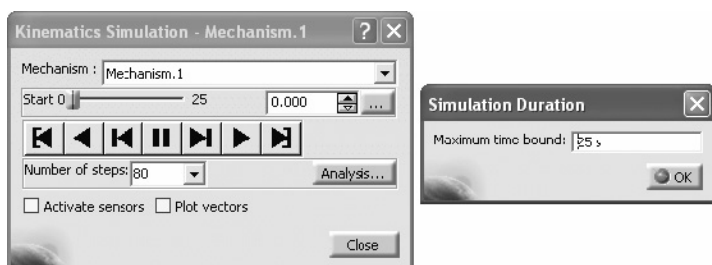 Kinematics Simulation - Mechanism.1
Mechanism : Mechanism.1
Start 0 25 0.000 ...
Number of steps: 80 Analysis...
Activate sensors Plot vectors
Close
Simulation Duration
Maximum time bound: 25 s
OK